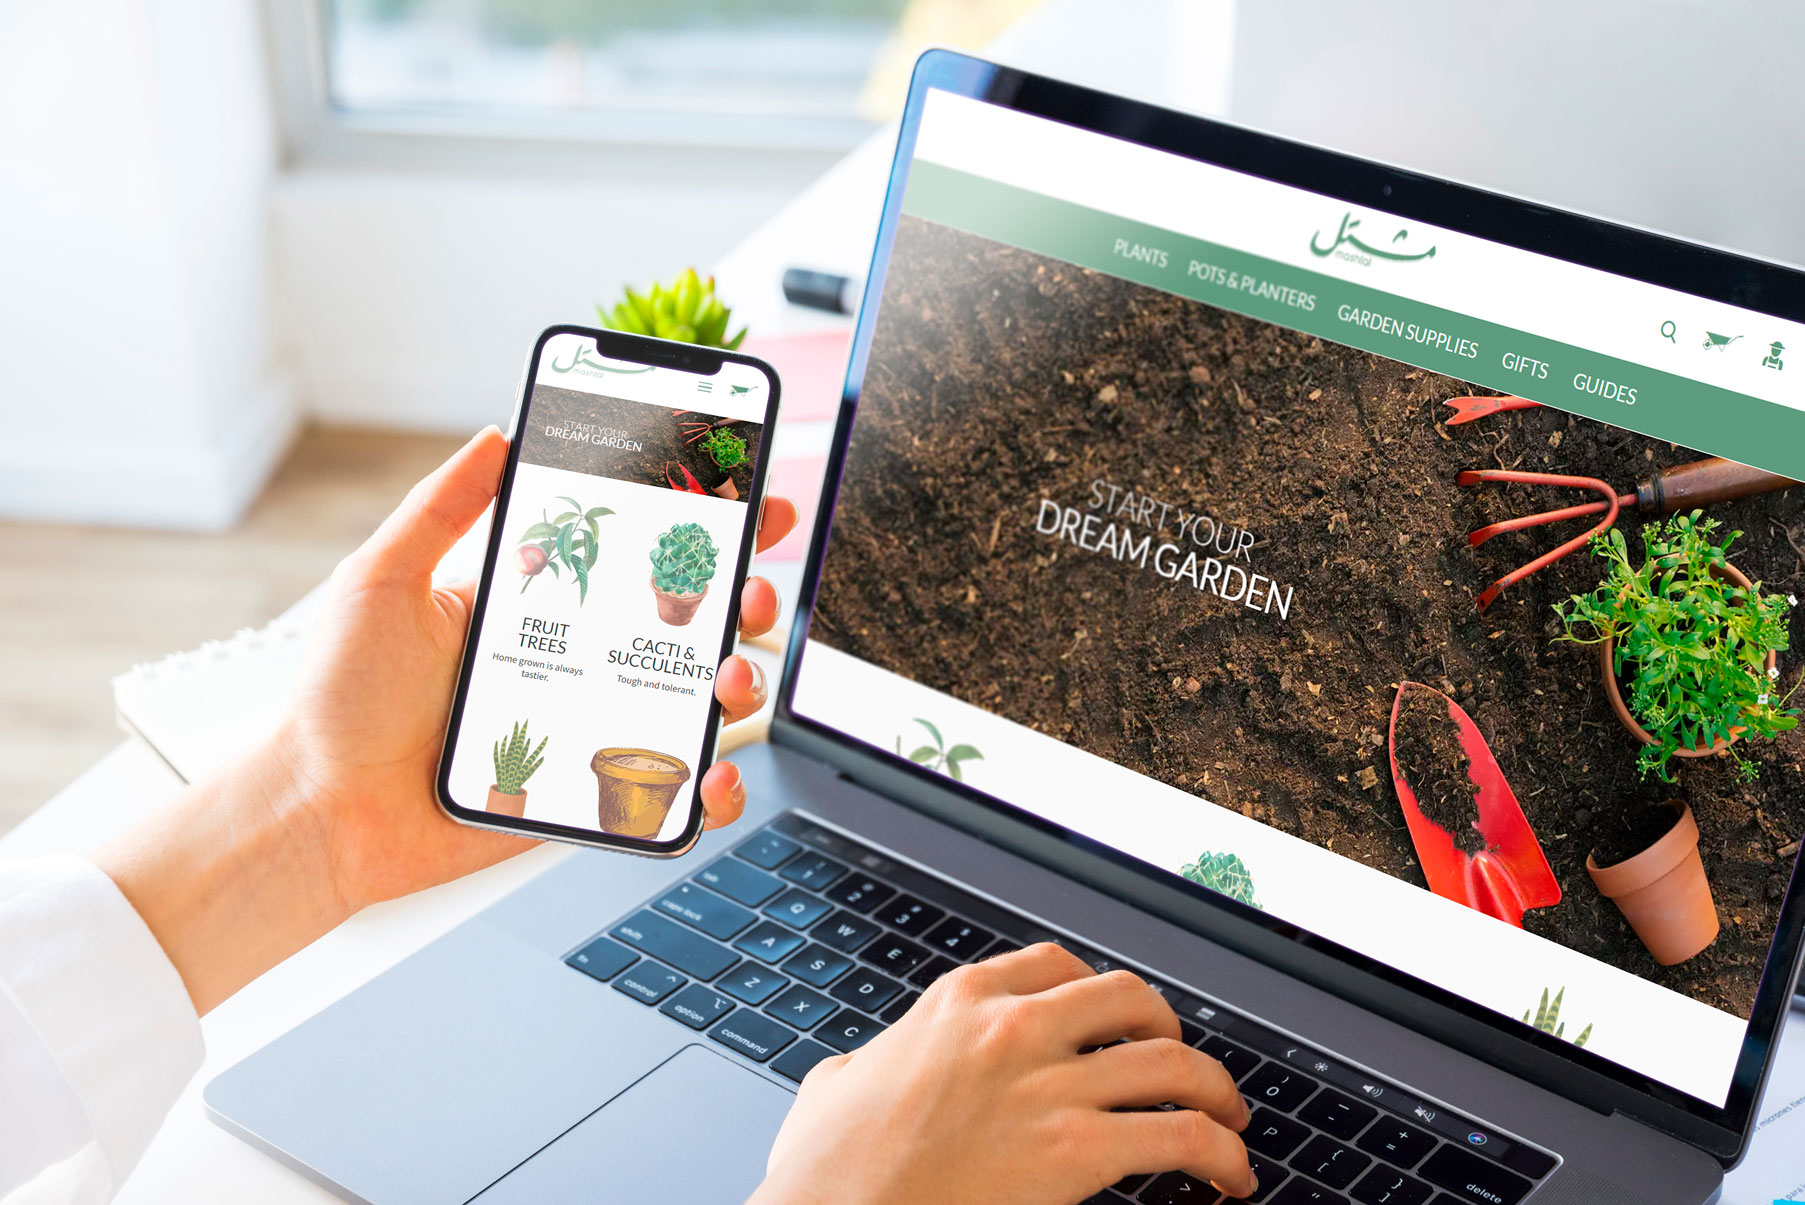 مشتل
mashtal
START YOUR
DREAM GARDEN
FRUIT
TREES
Home grown is always
tastier.
CACTI &
SUCCULENTS
Tough and tolerant.
مشتل
mashtal
PLANTS
POTS & PLANTERS
GARDEN SUPPLIES
GIFTS
GUIDES
START YOUR
DREAM GARDEN
tab
Q
W
E
caps lock
A
S
D
shift
Z
X
C
fn
control
option
command
P
delete